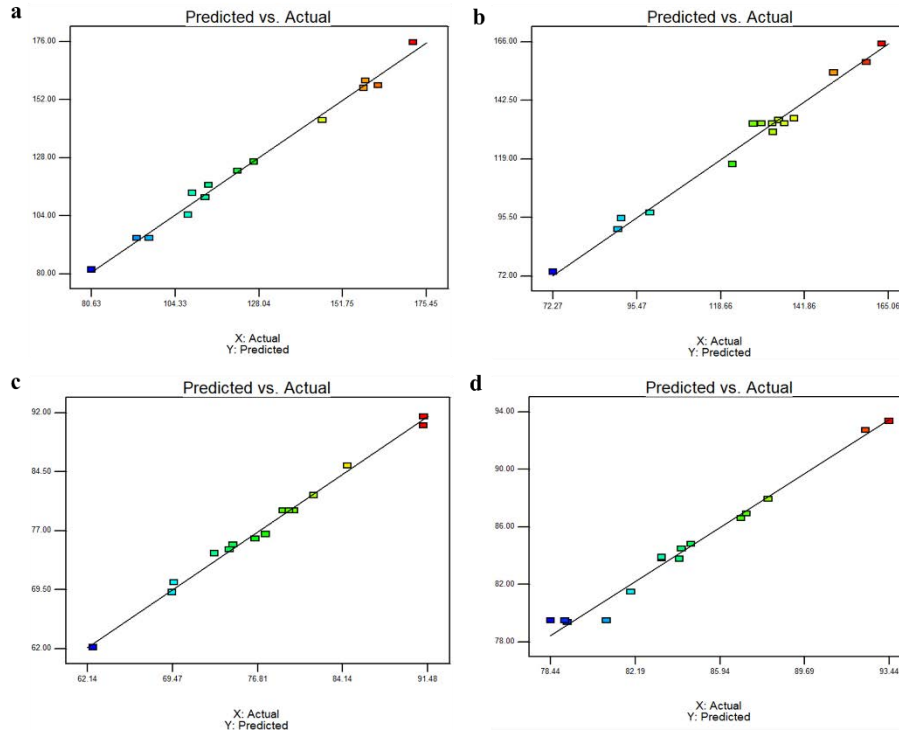 a
Predicted vs. Actual
176.00
152.00
128.00
104.00
80.00
80.63 104.33 128.04 151.75 175.45
X: Actual
Y: Predicted
b
Predicted vs. Actual
166.00
142.50
119.00
95.50
72.00
72.27 95.47 118.66 141.86 165.06
X: Actual
Y: Predicted
c
Predicted vs. Actual
92.00
84.50
77.00
69.50
62.00
62.14 69.47 76.81 84.14 91.48
X: Actual
Y: Predicted
d
Predicted vs. Actual
94.00
90.00
86.00
82.00
78.00
78.44 82.19 85.94 89.69 93.44
X: Actual
Y: Predicted